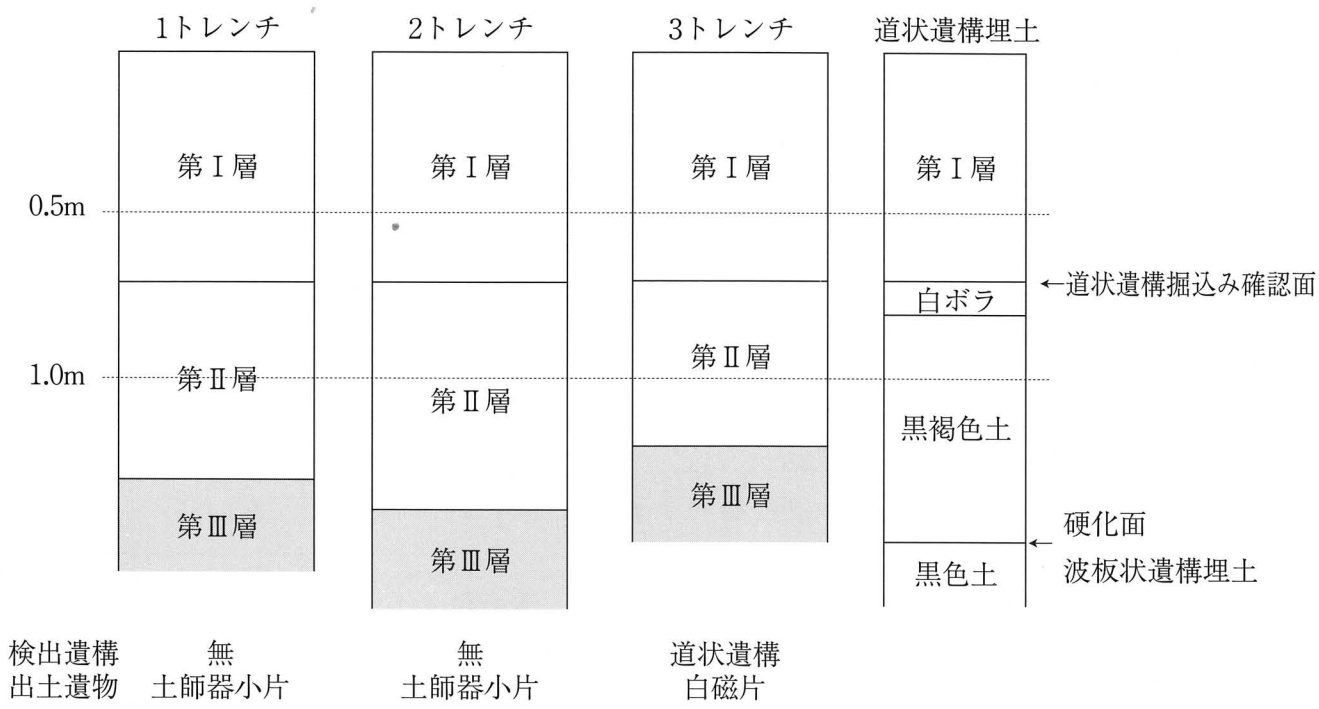 1トレンチ 2トレンチ 3トレンチ 道状遺構埋土
第Ⅰ層 第Ⅰ層 第Ⅰ層 第Ⅰ層
0.5m
←道状遺構掘込み確認面
白ボラ
第Ⅱ層
1.0m 第Ⅱ層
第Ⅱ層
黒褐色土
第Ⅲ層
第Ⅲ層 硬化面
←
第Ⅲ層 黒色土 波板状遺構埋土
検出遺構 無 無 道状遺構
出土遺物 土師器小片 土師器小片 白磁片